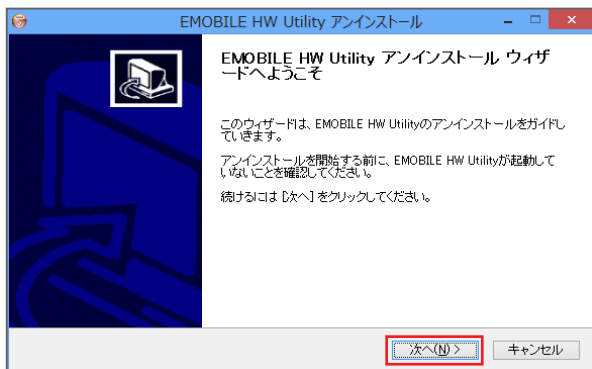 EMOBILE HW Utility アンインストール
EMOBILE HW Utility アンインストール ウィザ
ードへようこそ
このウィザードは、EMOBILE HW Utilityのアンインストールをガイドし
ていきます。
アンインストールを開始する前に、EMOBILE HW Utilityが起動して
いないことを確認してください。
続けるには [次へ] をクリックしてください。
次へ(N) >
キャンセル